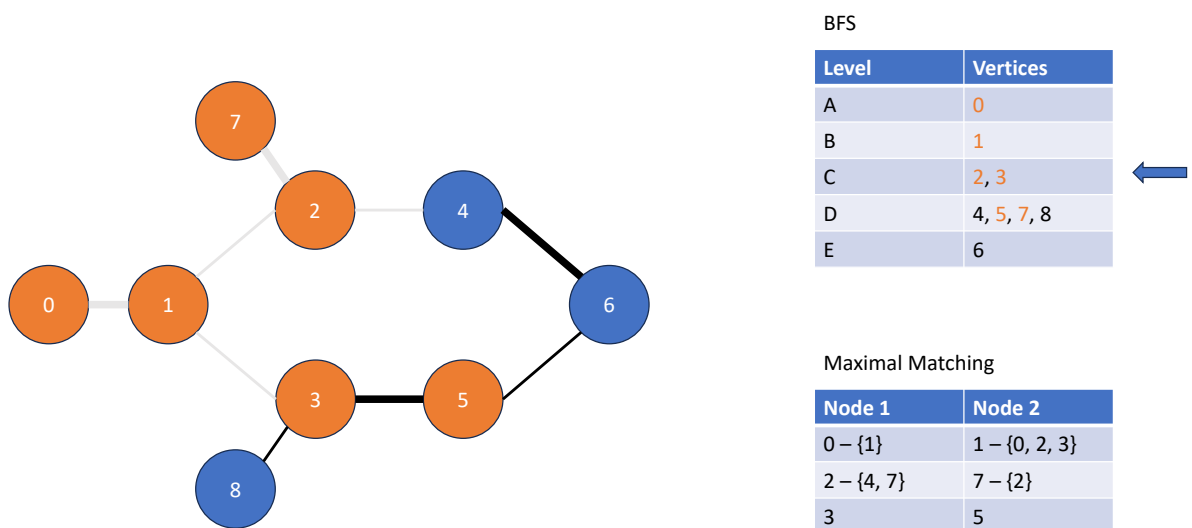 BFS
Level Vertices
A 0
B 1
C 2, 3
D 4, 5, 7, 8
E 6
7
2
4
0
1
6
3
5
8
Maximal Matching
Node 1 Node 2
0 – {1} 1 – {0, 2, 3}
2 – {4, 7} 7 – {2}
3 5